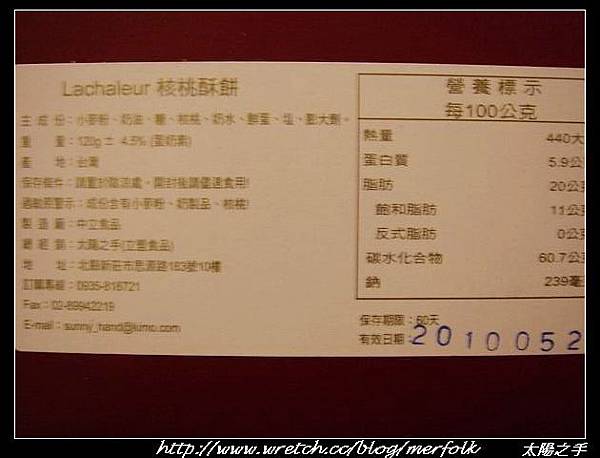 Lachaleur 核桃酥餅
主 成 份：小麥粉、奶油、糖、核桃、奶水、鮮蛋、塩、膨大劑。
重 量：120g ± 4.5% (蛋奶素)
產 地：台灣
保存條件：請置於陰涼處，開封後請儘速食用!
過敏原警示：成份含有小麥粉、奶製品、核桃!
製 造 廠：中立食品
總 經 銷：太陽之手(立墾食品)
地 址：北縣新莊市思源路183號10樓
訂購專線：0935-816721
Fax：02-89942219
E-mail：sunny_hand@kimo.com
營養標示
每100公克
熱量 440大
蛋白質 5.9公
脂肪 20公
飽和脂肪 11公
反式脂肪 0公
碳水化合物 60.7公
鈉 239毫
保存期限：60天
有效日期：2010052
http://www.wretch.cc/blog/merfolk 太陽之手